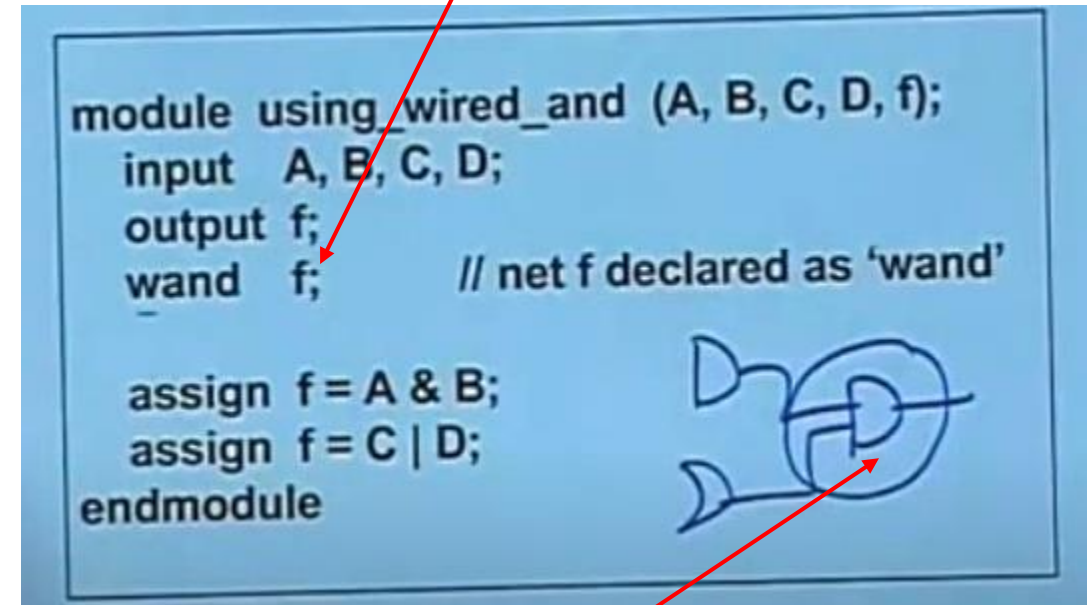 module using_wired_and (A, B, C, D, f);
input A, B, C, D;
output f;
wand f; // net f declared as ‘wand’
assign f = A & B;
assign f = C | D;
endmodule